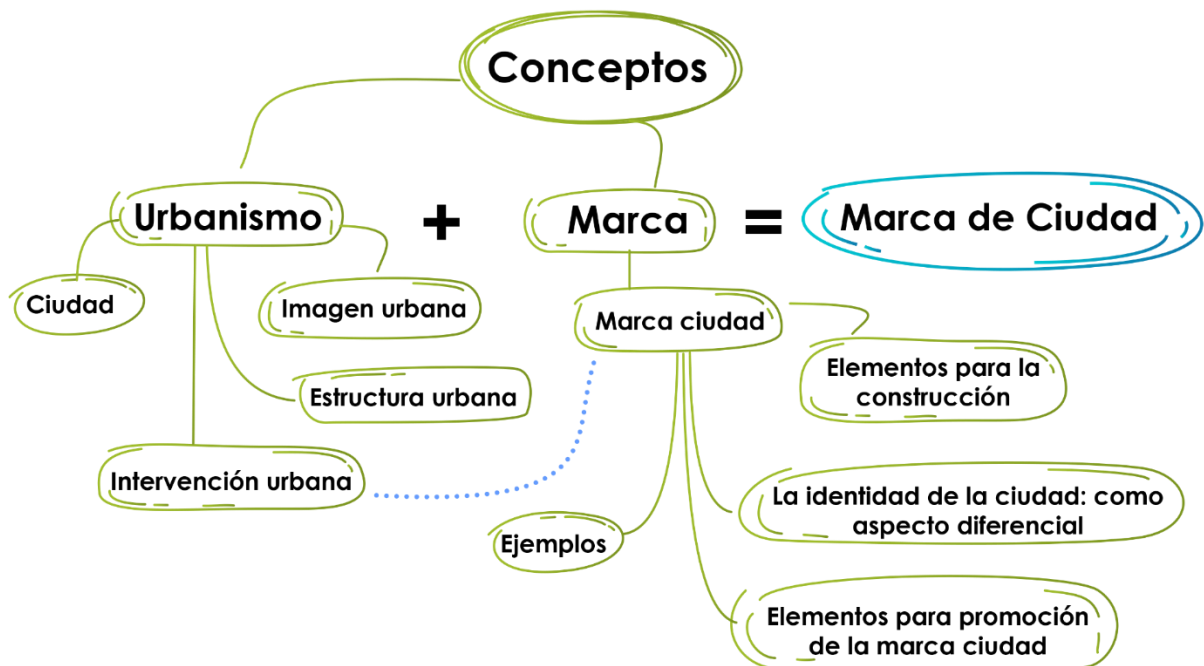 Conceptos
Urbanismo
+
Marca
=
Marca de Ciudad
Ciudad
Imagen urbana
Marca ciudad
Elementos para la
construcción
Estructura urbana
Intervención urbana
La identidad de la ciudad: como
aspecto diferencial
Ejemplos
Elementos para promoción
de la marca ciudad